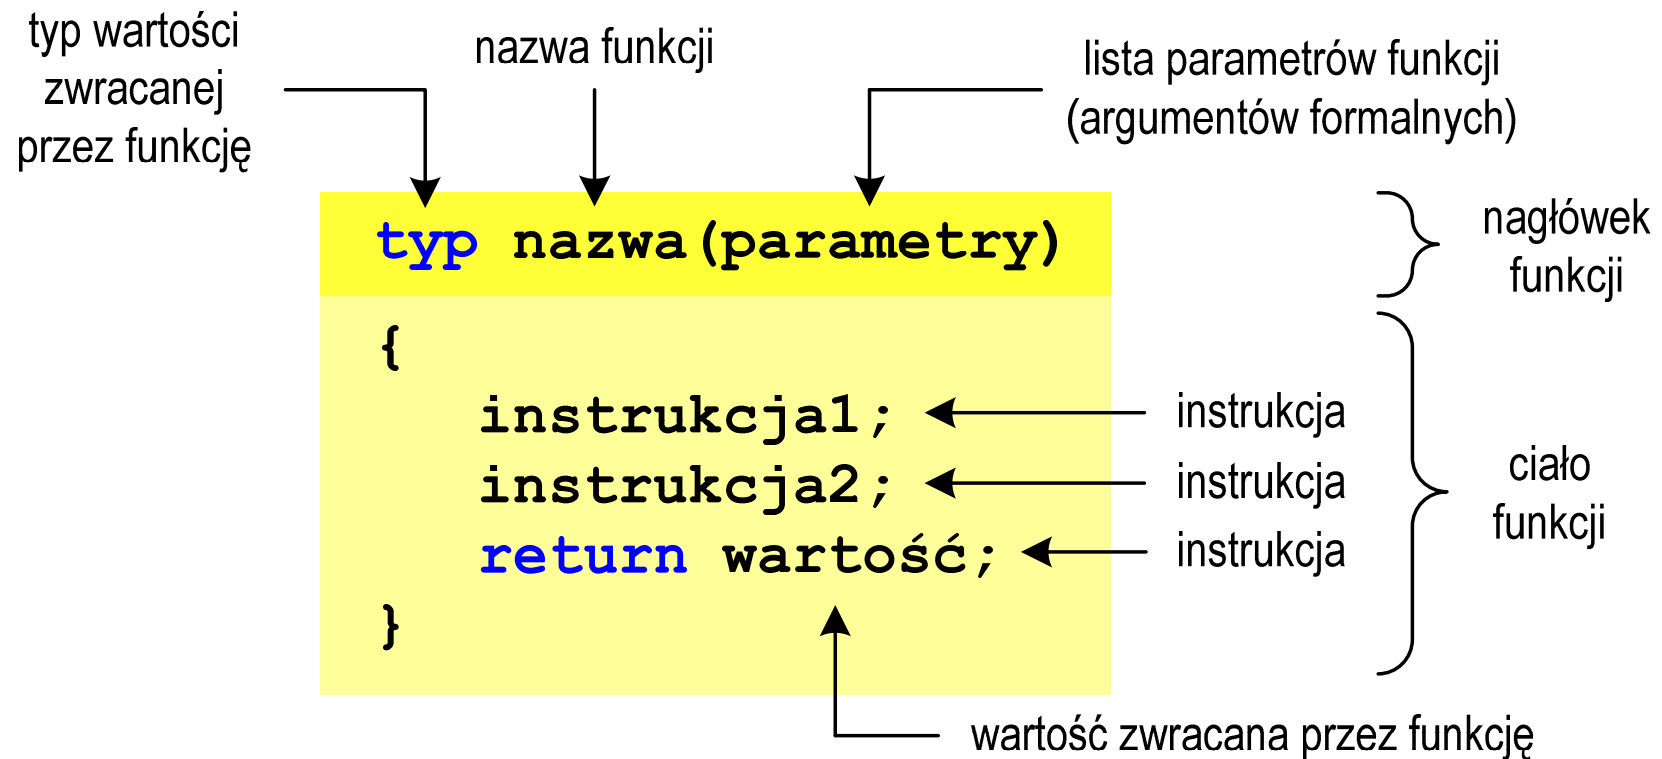 typ wartości
zwracanej
przez funkcję
nazwa funkcji
lista parametrów funkcji
(argumentów formalnych)
typ nazwa(parametry)
nagłówek
funkcji
{
instrukcja1;
instrukcja
instrukcja2;
instrukcja
return wartość;
instrukcja
}
ciało
funkcji
wartość zwracana przez funkcję